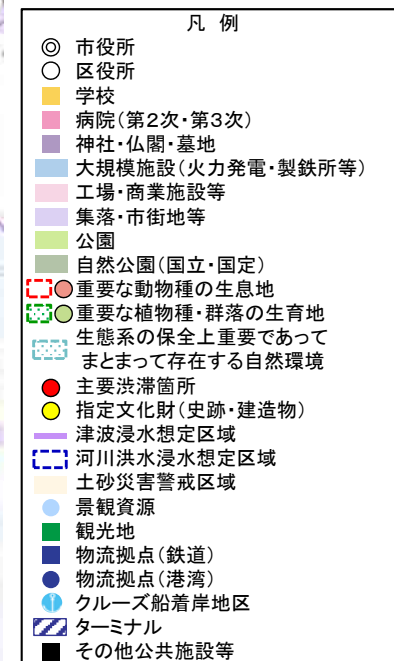 凡 例
市役所
区役所
学校
病院（第2次・第3次）
神社・仏閣・墓地
大規模施設（火力発電・製鉄所等）
工場・商業施設等
集落・市街地等
公園
自然公園（国立・国定）
重要な動物種の生息地
重要な植物種・群落の生育地
生態系の保全上重要であって
まとまって存在する自然環境
主要渋滞箇所
指定文化財（史跡・建造物）
津波浸水想定区域
河川洪水浸水想定区域
土砂災害警戒区域
景観資源
観光地
物流拠点（鉄道）
物流拠点（港湾）
クルーズ船着岸地区
ターミナル
その他公共施設等